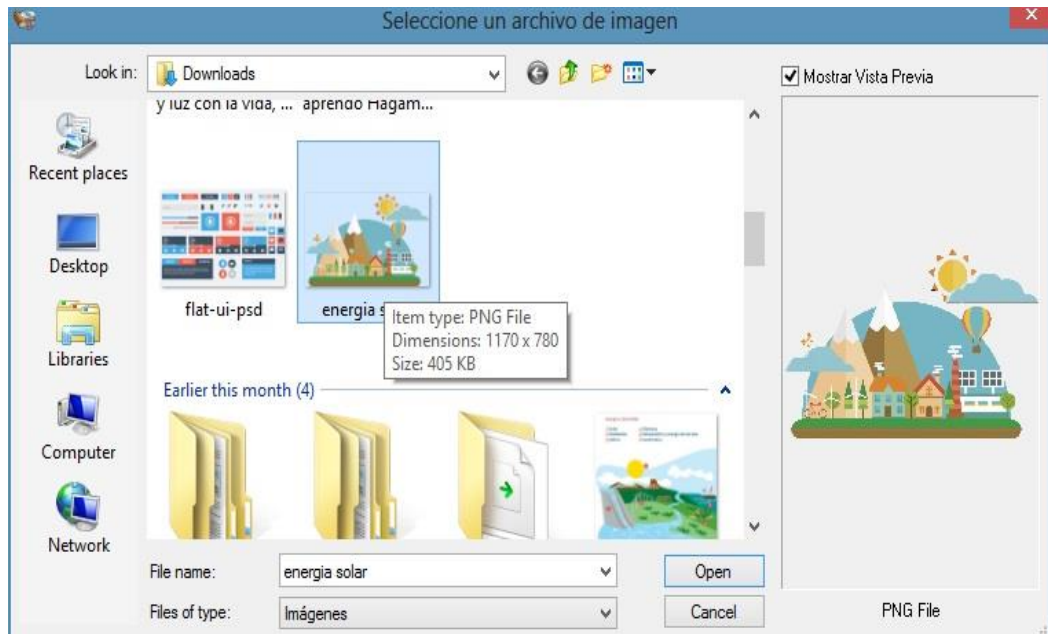 Seleccione un archivo de imagen
Look in: Downloads
Mostrar Vista Previa
y luz con la vida, ... aprendo Hagam...
Recent places
Desktop
Libraries
Computer
Network
flat-ui-psd
energia s
Item type: PNG File
Dimensions: 1170 x 780
Size: 405 KB
Earlier this month (4)
File name: energia solar
Open
Files of type: Imágenes
Cancel
PNG File